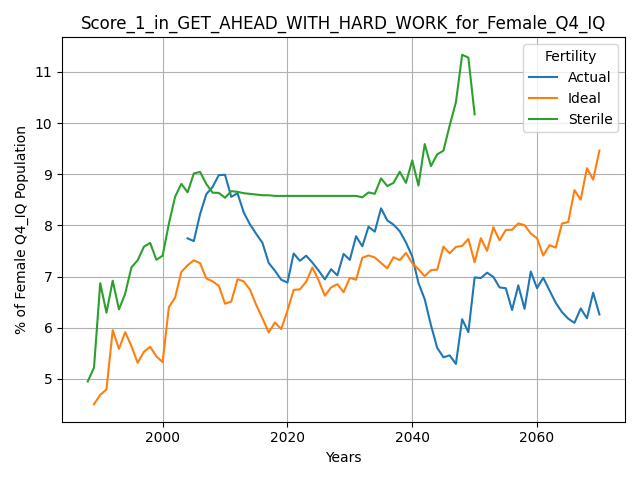 Score_1_in_GET_AHEAD_WITH_HARD_WORK_for_Female_Q4_IQ
% of Female Q4_IQ Population
11
10
9
8
7
6
5
Fertility
Actual
Ideal
Sterile
2000
2020
2040
2060
Years